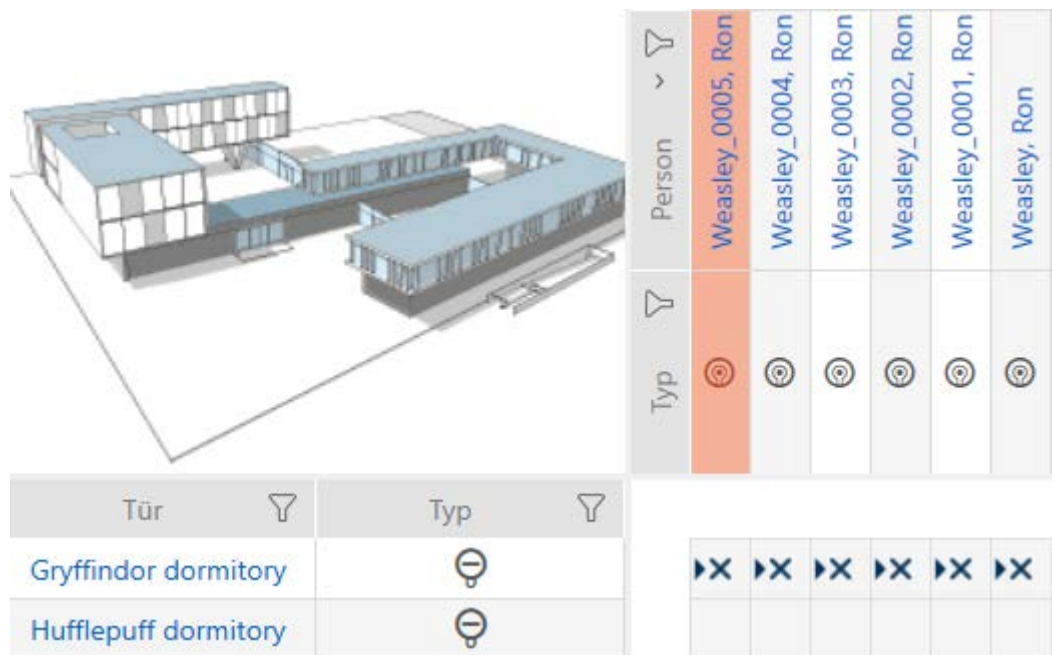 Person
Weasley_0005, Ron
Weasley_0004, Ron
Weasley_0003, Ron
Weasley_0002, Ron
Weasley_0001, Ron
Weasley, Ron
Typ
Tür Typ
Gryffindor dormitory
Hufflepuff dormitory